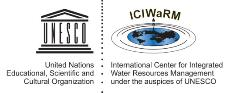 UNESCO
United Nations
Educational, Scientific and
Cultural Organization
ICIWaRM
International Center for Integrated
Water Resources Management
under the auspices of UNESCO